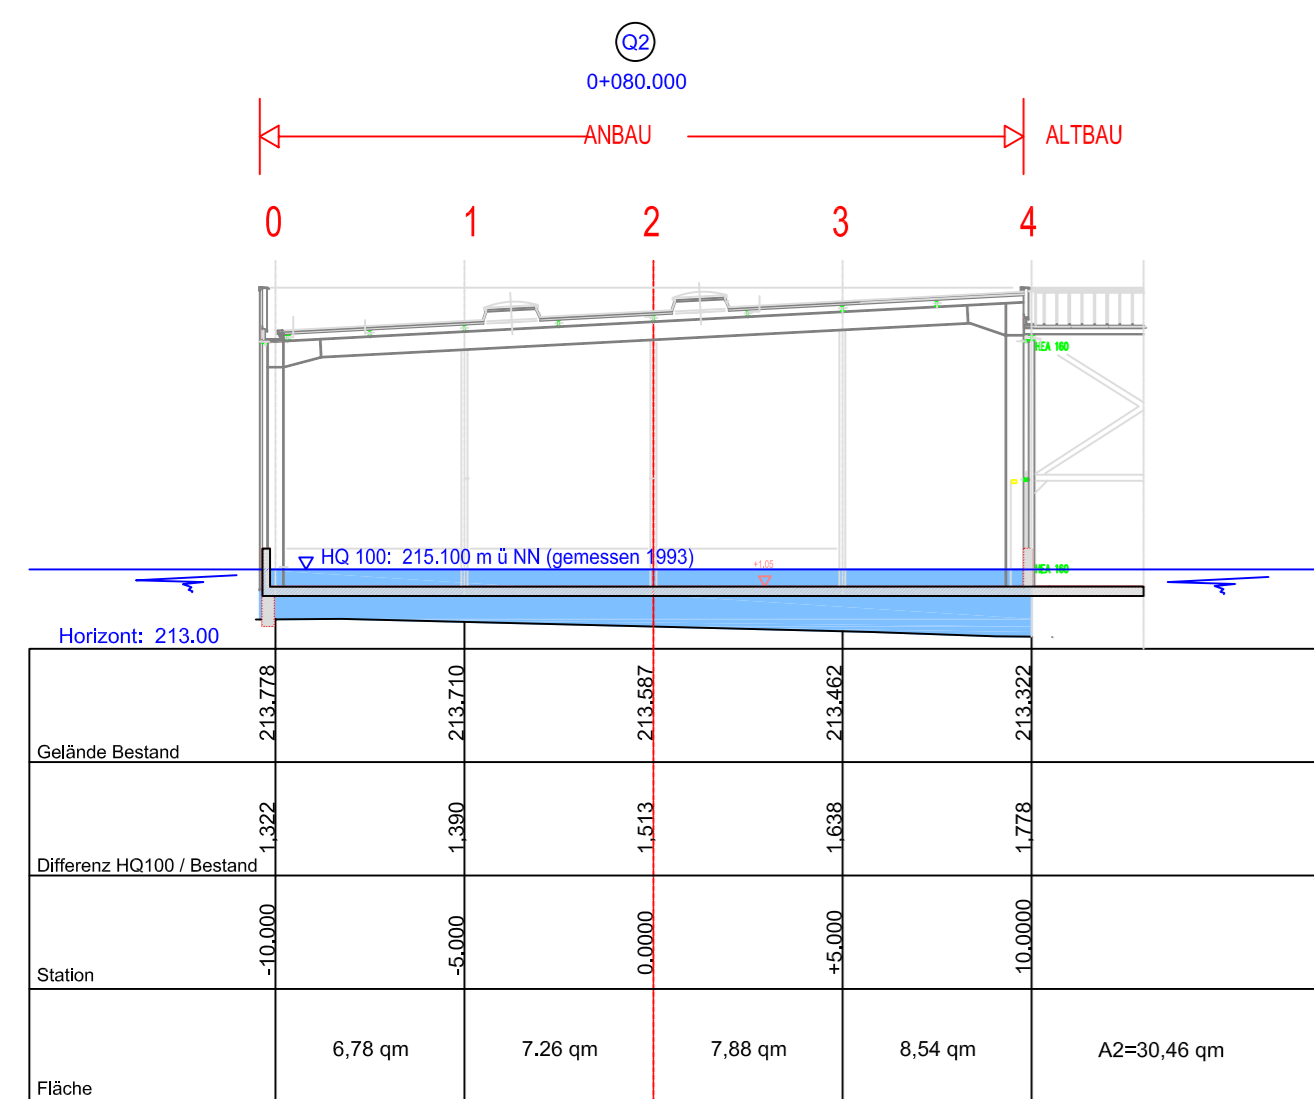 Q2
0+080.000
ANBAU ALTBAU
0 1 2 3 4
HEA 160
HQ 100: 215.100 m ü NN (gemessen 1993)
+1,05
HEA 160
Horizont: 213.00
Gelände Bestand 213.778 213.710 213.587 213.462 213.322
Differenz HQ100 / Bestand 1,322 1,390 1,513 1,638 1,778
Station -10.000 -5.000 0.0000 +5.000 10.0000
Fläche 6,78 qm 7.26 qm 7,88 qm 8,54 qm A2=30,46 qm